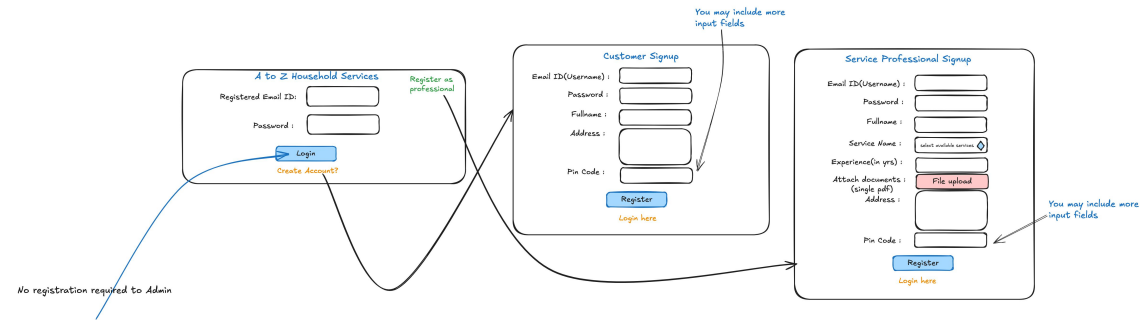 A to Z Household Services
Register as
professional
Registered Email ID:
Password :
Login
Create Account?
No registration required to Admin
You may include more
input fields
Customer Signup
Email ID(Username) :
Password :
Fullname :
Address :
Pin Code :
Register
Login here
Service Professional Signup
Email ID(Username) :
Password :
Fullname :
Service Name :
select available services
Experience(in yrs) :
Attach documents :
(single pdf)
File upload
Address :
Pin Code :
Register
Login here
You may include more
input fields